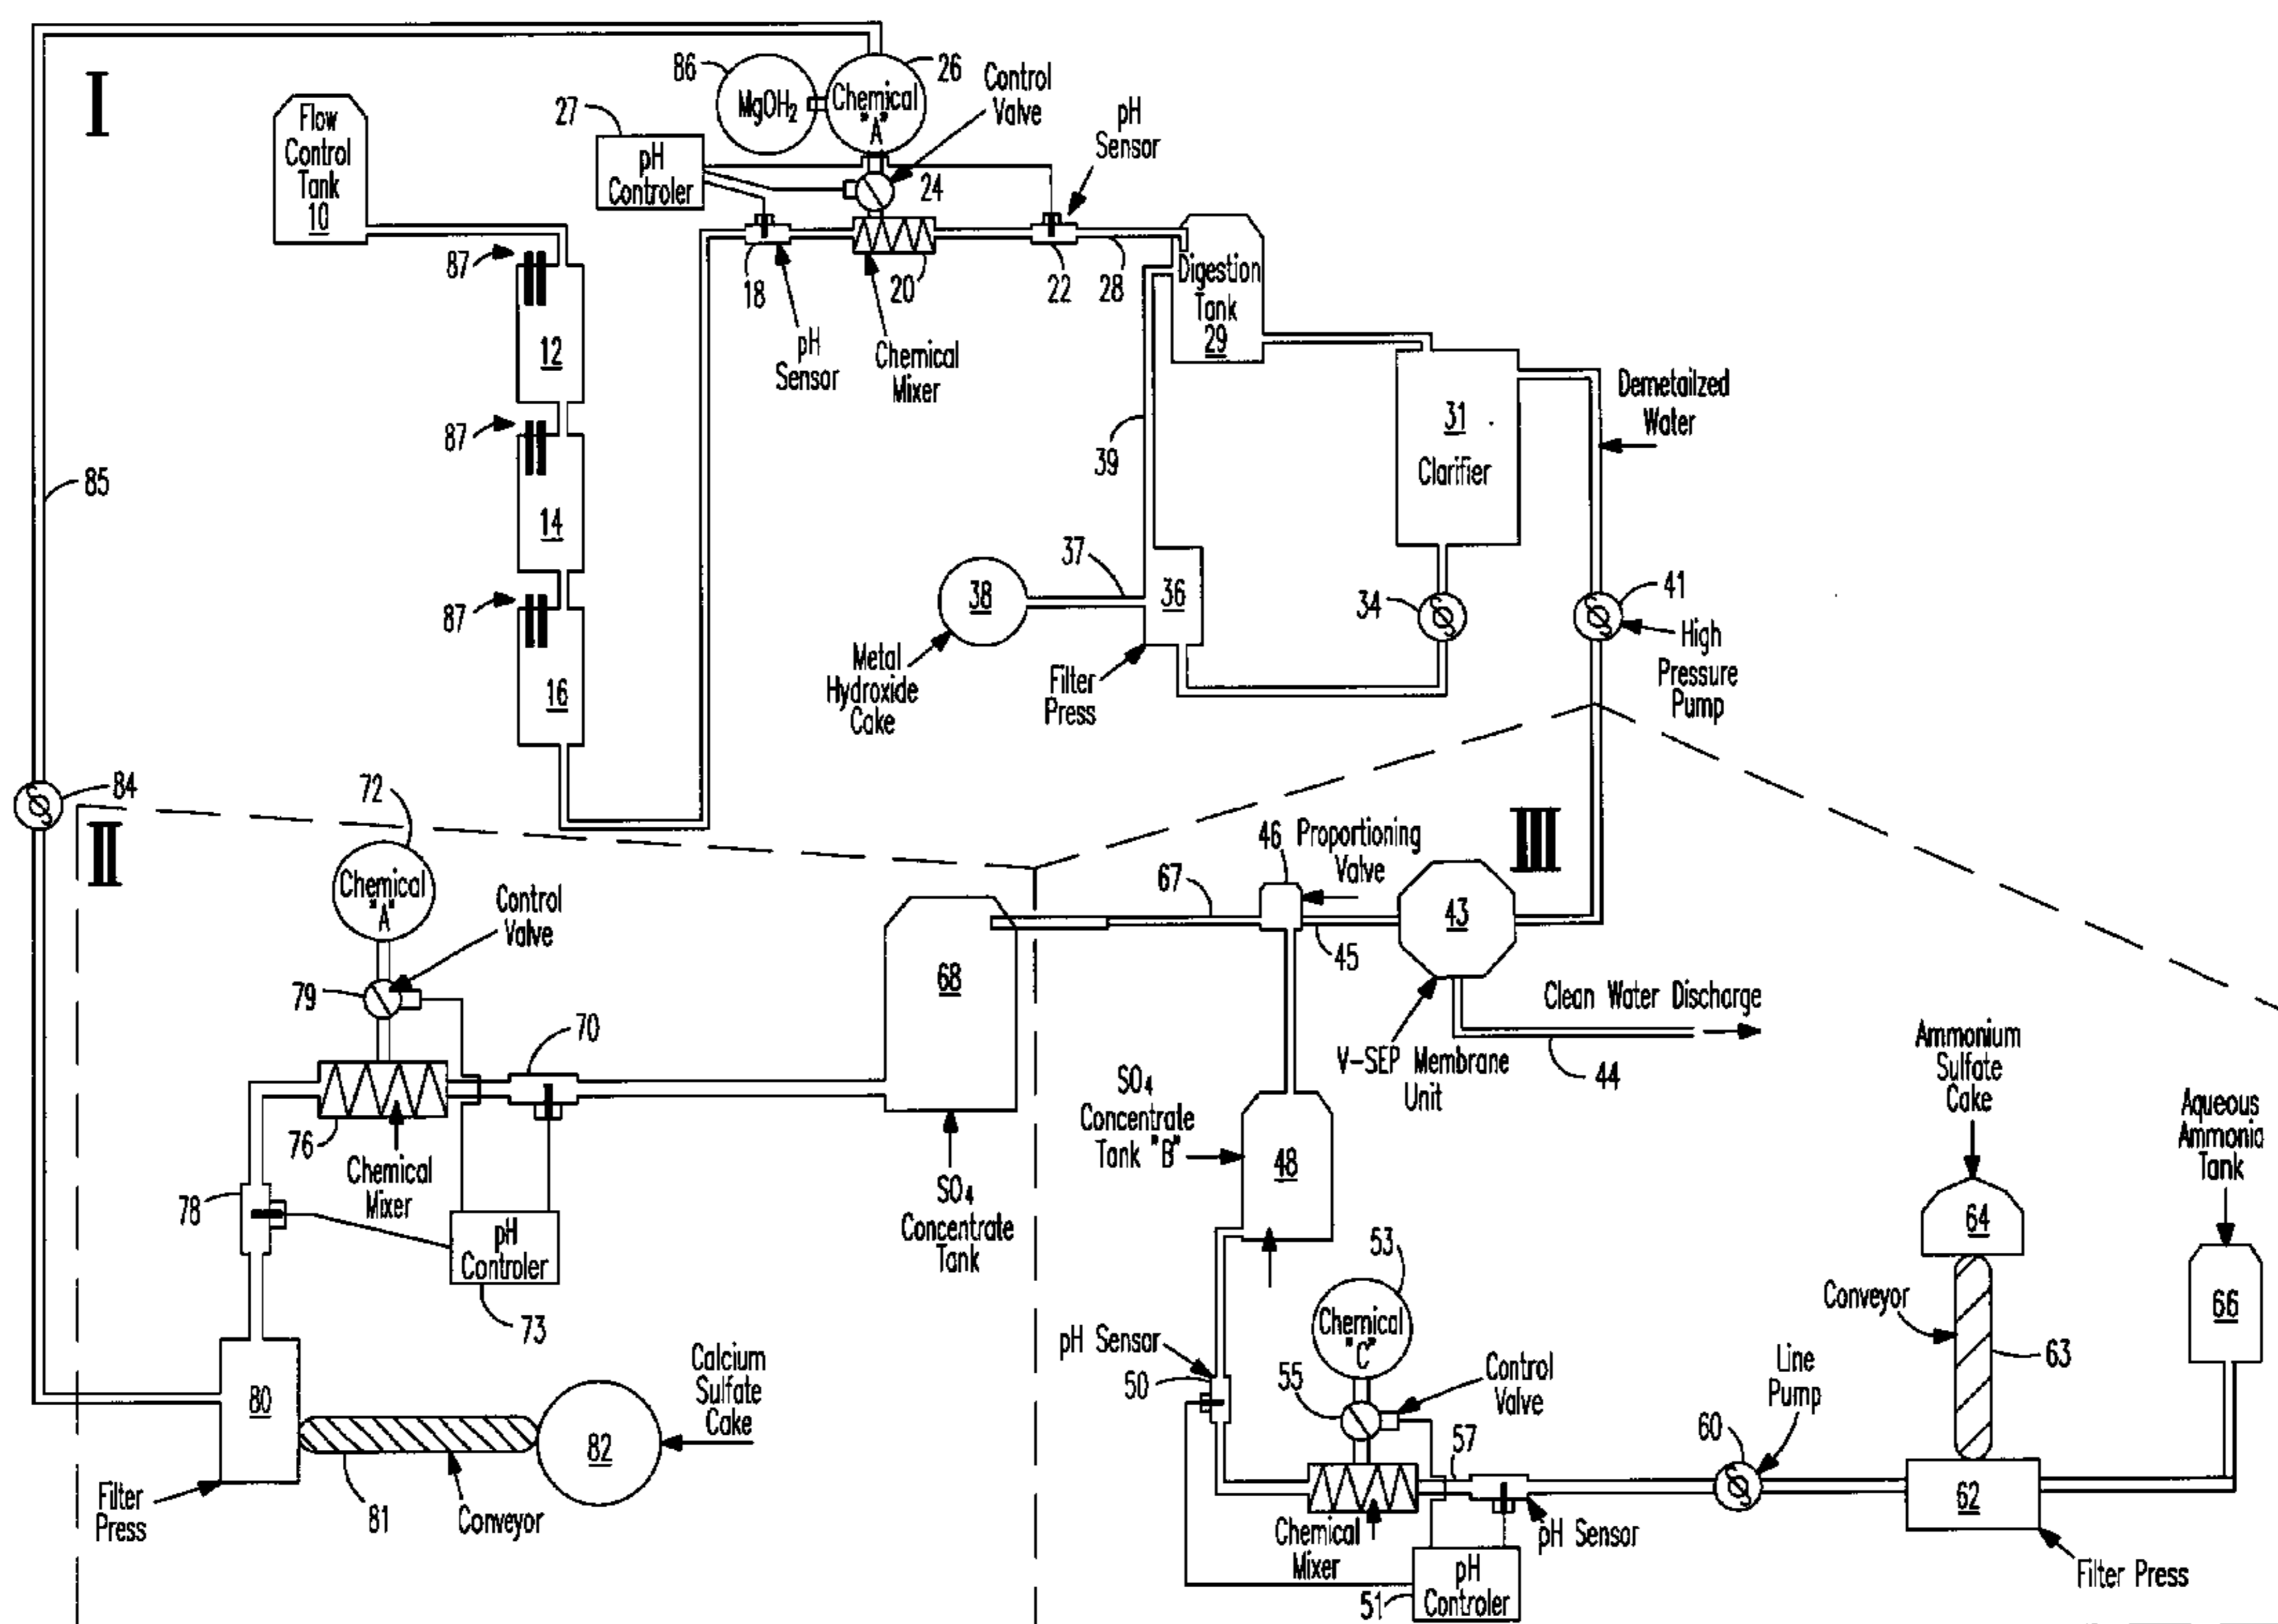 I
Flow
Control
Tank
10
86
MgOH₂
26
Chemical
"A"
Control
Valve
27
pH
Controler
24
pH
Sensor
87
12
18
pH
Sensor
20
Chemical
Mixer
22
28
Digestion
Tank
29
31
Clarifier
Demetailzed
Water
87
14
85
39
87
16
38
37
36
34
41
High
Pressure
Pump
Metal
Hydroxide
Cake
Filter
Press
84
II
72
Chemical
"A"
Control
Valve
79
70
76
Chemical
Mixer
78
pH
Controler
73
68
SO₄
Concentrate
Tank
80
Filter
Press
81
Conveyor
82
Calcium
Sulfate
Cake
III
67
46
Proportioning
Valve
45
43
V-SEP Membrane
Unit
Clean Water Discharge
44
SO₄
Concentrate
Tank "B"
48
pH Sensor
50
53
Chemical
"C"
55
Control
Valve
57
Chemical
Mixer
pH Sensor
51
pH
Controler
60
Line
Pump
Ammonium
Sulfate
Cake
64
Conveyor
63
62
Filter Press
Aqueous
Ammonia
Tank
66